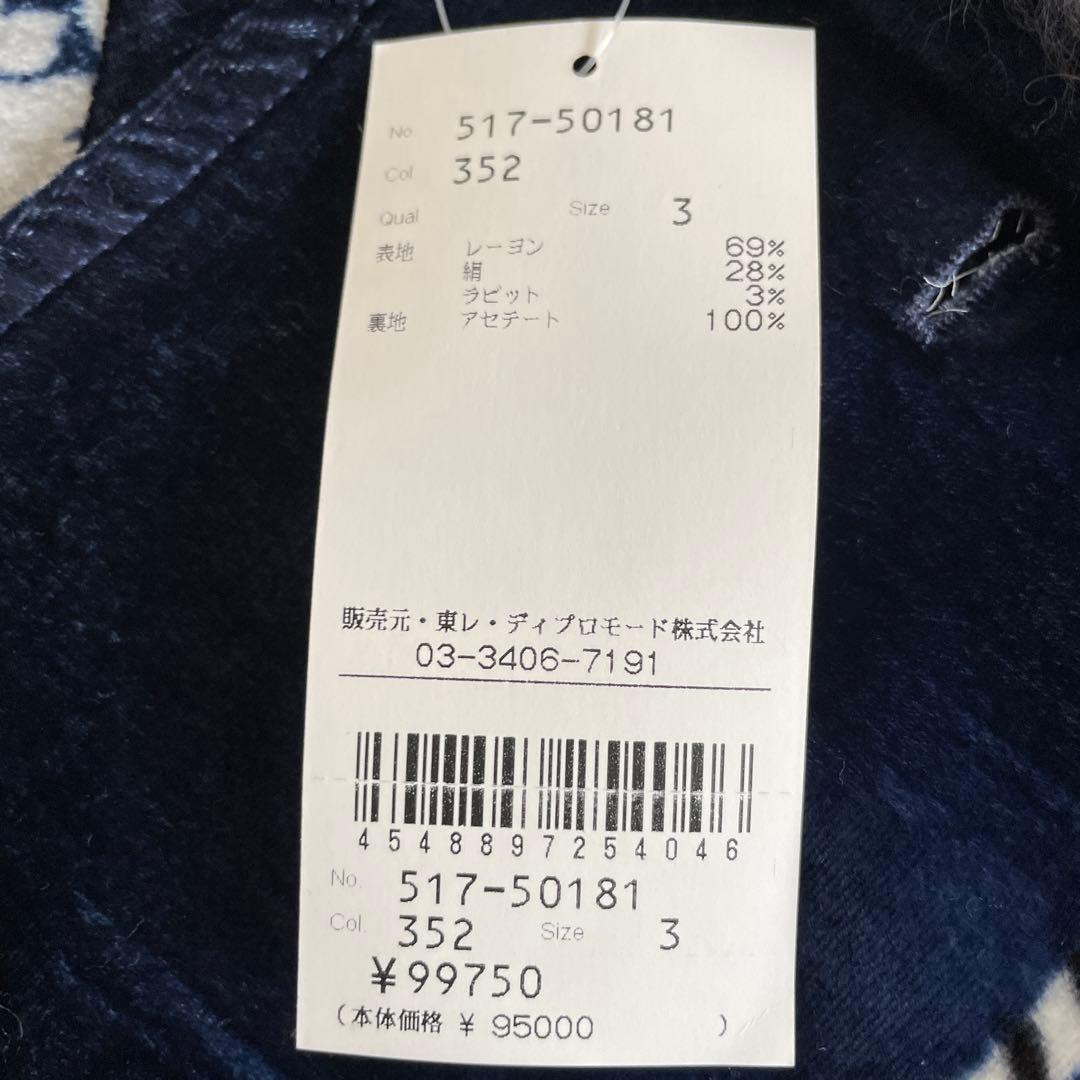 No. 517-50181
Col 352
Qual Size 3
表地 レーヨン 69%
絹 28%
ラビット 3%
裏地 アセテート 100%
販売元・東レ・ディプロモード株式会社
03-3406-7191
4548897254046
No. 517-50181
Col. 352 Size 3
¥99750
(本体価格 ¥ 95000 )